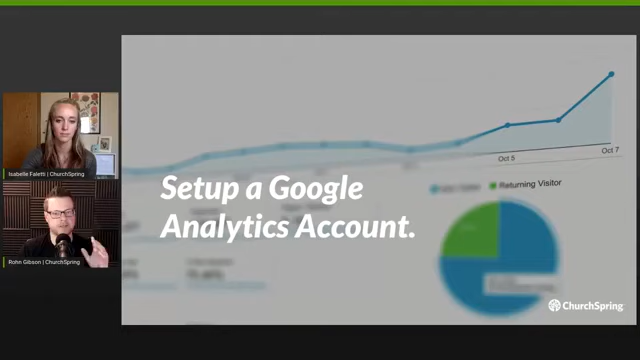 Isabelle Faletti | ChurchSpring
Rohn Gibson | ChurchSpring
Oct 5
Oct 7
Returning Visitor
Setup a Google
Analytics Account.
ChurchSpring